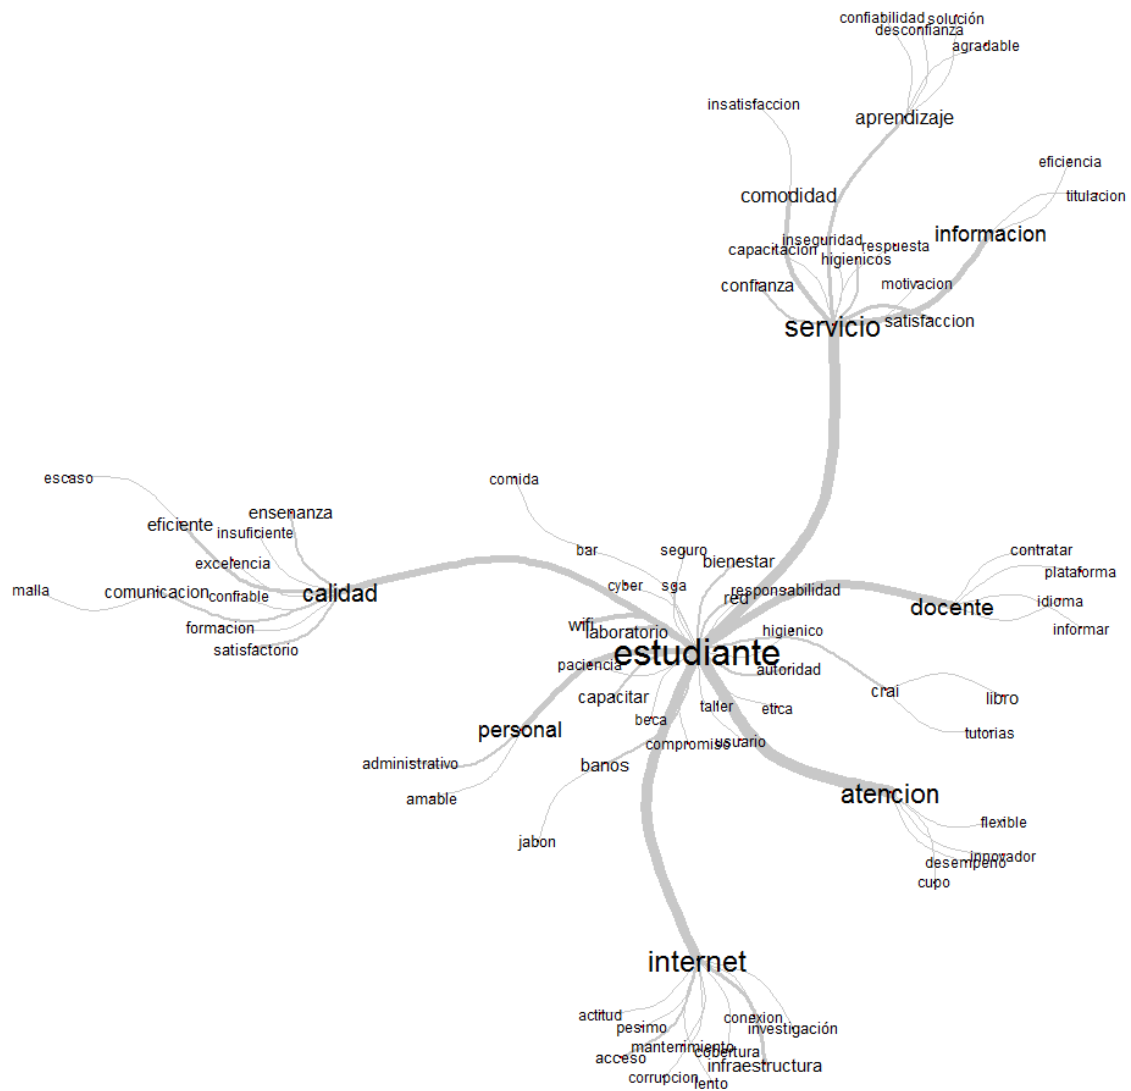 confiabilidad
solución
desconfianza
agradable
insatisfaccion
aprendizaje
eficiencia
comodidad
titulacion
informacion
inseguridad
capacitación
respuesta
higienicos
confianza
motivacion
servicio
satisfaccion
escaso
comida
ensenanza
eficiente
insuficiente
bar
seguro
contratar
bienestar
excelencia
plataforma
malla
comunicacion
confiable
calidad
cyber
sga
red
responsabilidad
docente
idioma
formacion
wifi
laboratorio
higienico
informar
satisfactorio
estudiante
paciencia
autoridad
capacitar
crai
libro
beca
taller
etica
personal
compromiso
usuario
tutorias
administrativo
banos
amable
atencion
jabon
flexible
desempeño
innovador
cupo
internet
actitud
pesimo
conexion
investigación
mantenimiento
cobertura
acceso
infraestructura
corrupcion
lento